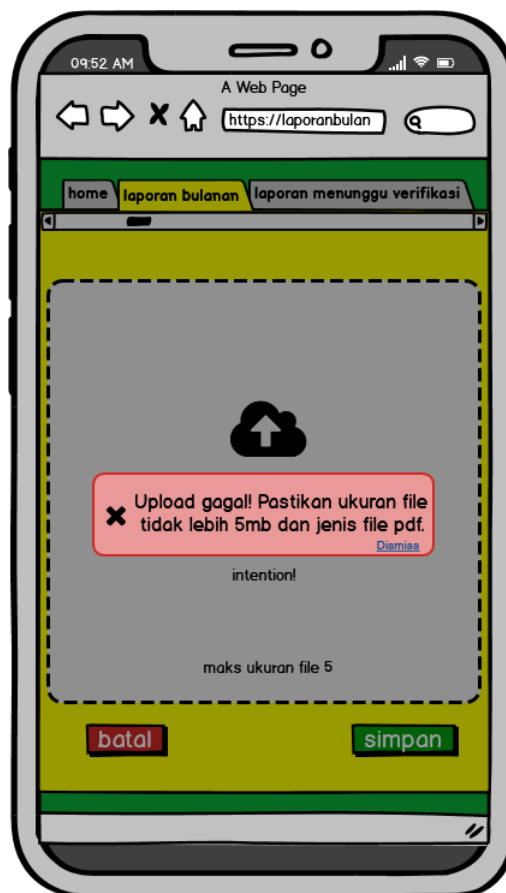 09:52 AM
A Web Page
https://laporanbulan
home
laporan bulanan
laporan menunggu verifikasi
Upload gagal! Pastikan ukuran file
tidak lebih 5mb dan jenis file pdf.
Dismiss
intention!
maks ukuran file 5
batal
simpan